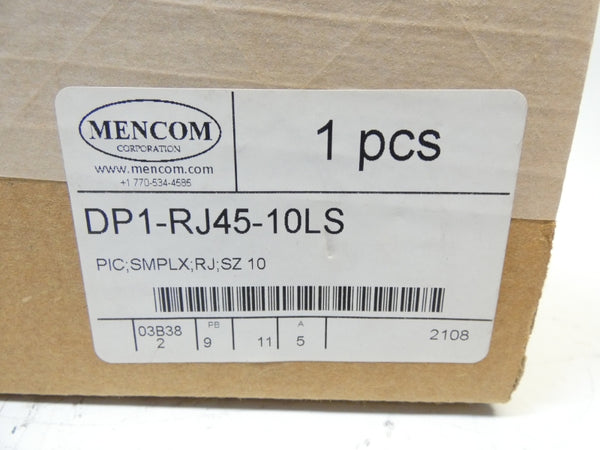 MENCOM
CORPORATION
www.mencom.com
+1 770-534-4585
1 pcs
DP1-RJ45-10LS
PIC;SMPLX;RJ;SZ 10
03B38 PB A
2 9 11 5 2108